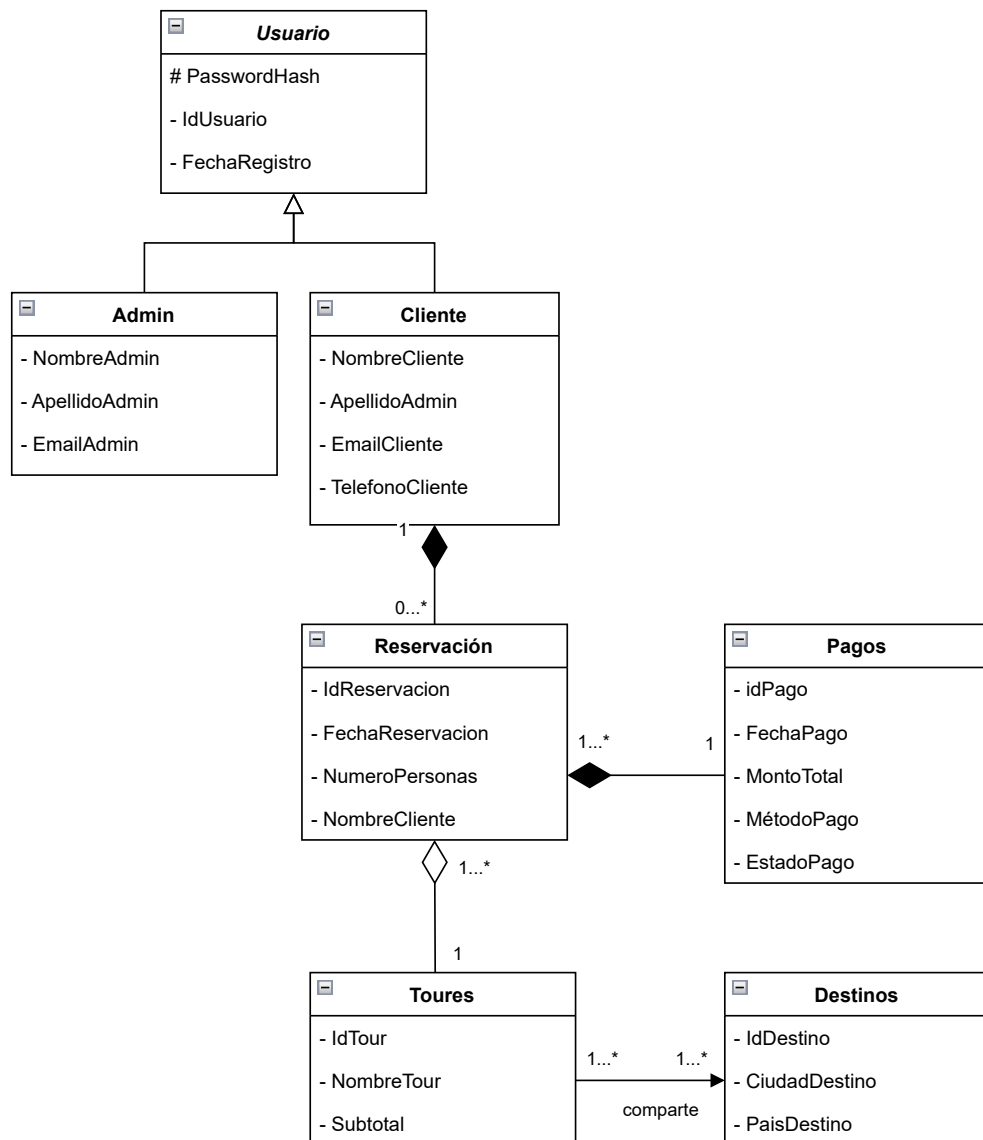 Usuario
# PasswordHash
- IdUsuario
- FechaRegistro
Admin
- NombreAdmin
- ApellidoAdmin
- EmailAdmin
Cliente
- NombreCliente
- ApellidoAdmin
- EmailCliente
- TelefonoCliente
1
0...*
Reservación
- IdReservacion
- FechaReservacion
- NumeroPersonas
- NombreCliente
1...*
1
Pagos
- idPago
- FechaPago
- MontoTotal
- MétodoPago
- EstadoPago
1...*
1
Toures
- IdTour
- NombreTour
- Subtotal
1...*
1...*
comparte
Destinos
- IdDestino
- CiudadDestino
- PaisDestino